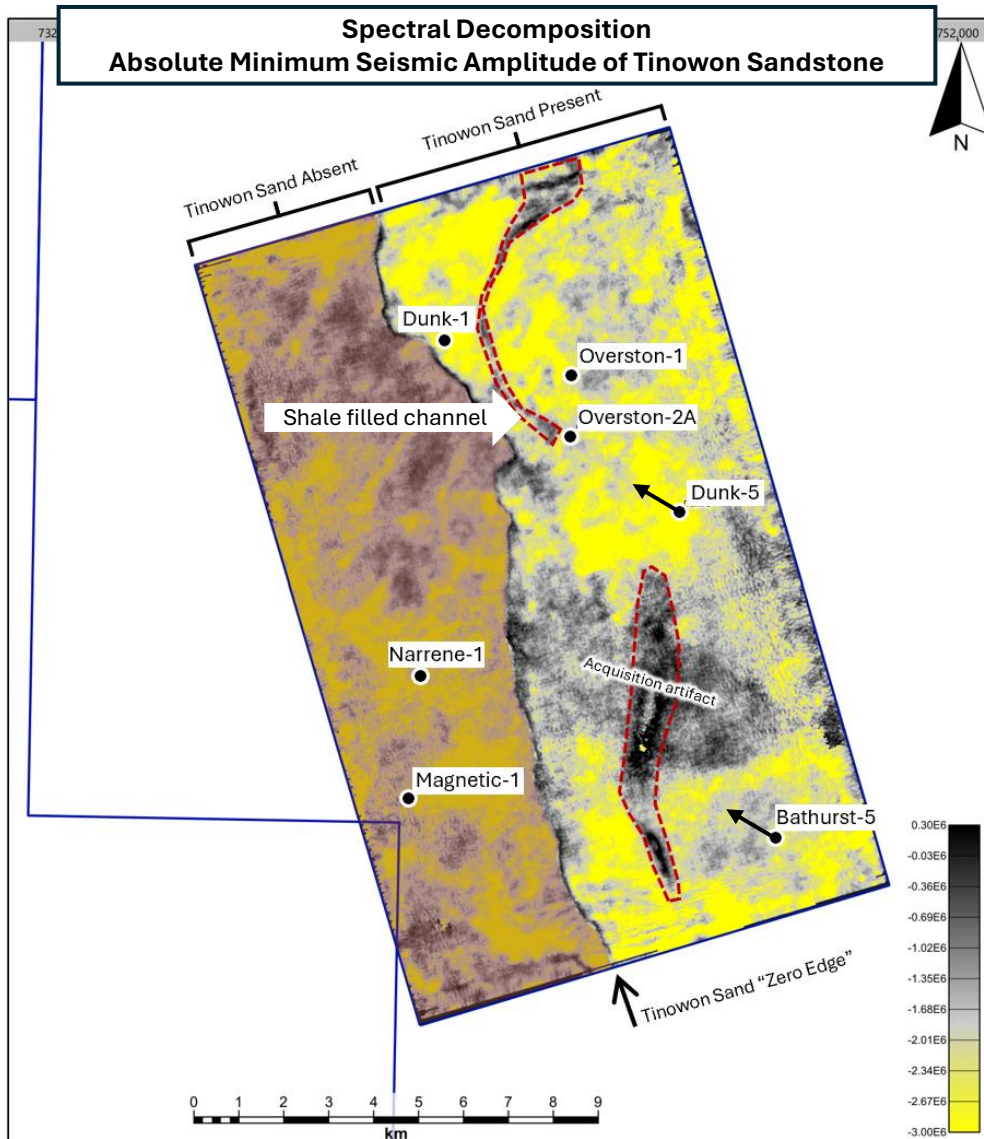 Spectral Decomposition
Absolute Minimum Seismic Amplitude of Tinowon Sandstone
732
752,000
N
Tinowon Sand Absent
Tinowon Sand Present
Dunk-1
Overston-1
Shale filled channel
Overston-2A
Dunk-5
Narrene-1
Acquisition artifact
Magnetic-1
Bathurst-5
Tinowon Sand “Zero Edge”
0.30E6
-0.03E6
-0.36E6
-0.69E6
-1.02E6
-1.35E6
-1.68E6
-2.01E6
-2.34E6
-2.67E6
-3.00E6
0 1 2 3 4 5 6 7 8 9
km